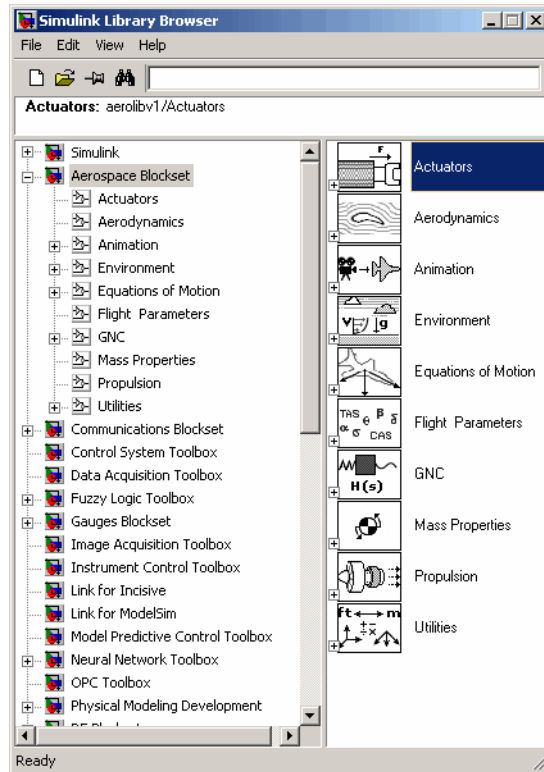 Simulink Library Browser
File Edit View Help
Actuators: aerolibv1/Actuators
Simulink
Aerospace Blockset
Actuators
Aerodynamics
Animation
Environment
Equations of Motion
Flight Parameters
GNC
Mass Properties
Propulsion
Utilities
Communications Blockset
Control System Toolbox
Data Acquisition Toolbox
Fuzzy Logic Toolbox
Gauges Blockset
Image Acquisition Toolbox
Instrument Control Toolbox
Link for Incisive
Link for ModelSim
Model Predictive Control Toolbox
Neural Network Toolbox
OPC Toolbox
Physical Modeling Development
F
Actuators
Aerodynamics
Animation
V g
Environment
Equations of Motion
TAS θ β δ
α σ CAS
Flight Parameters
H(s)
GNC
Mass Properties
Propulsion
ft m
Utilities
Ready